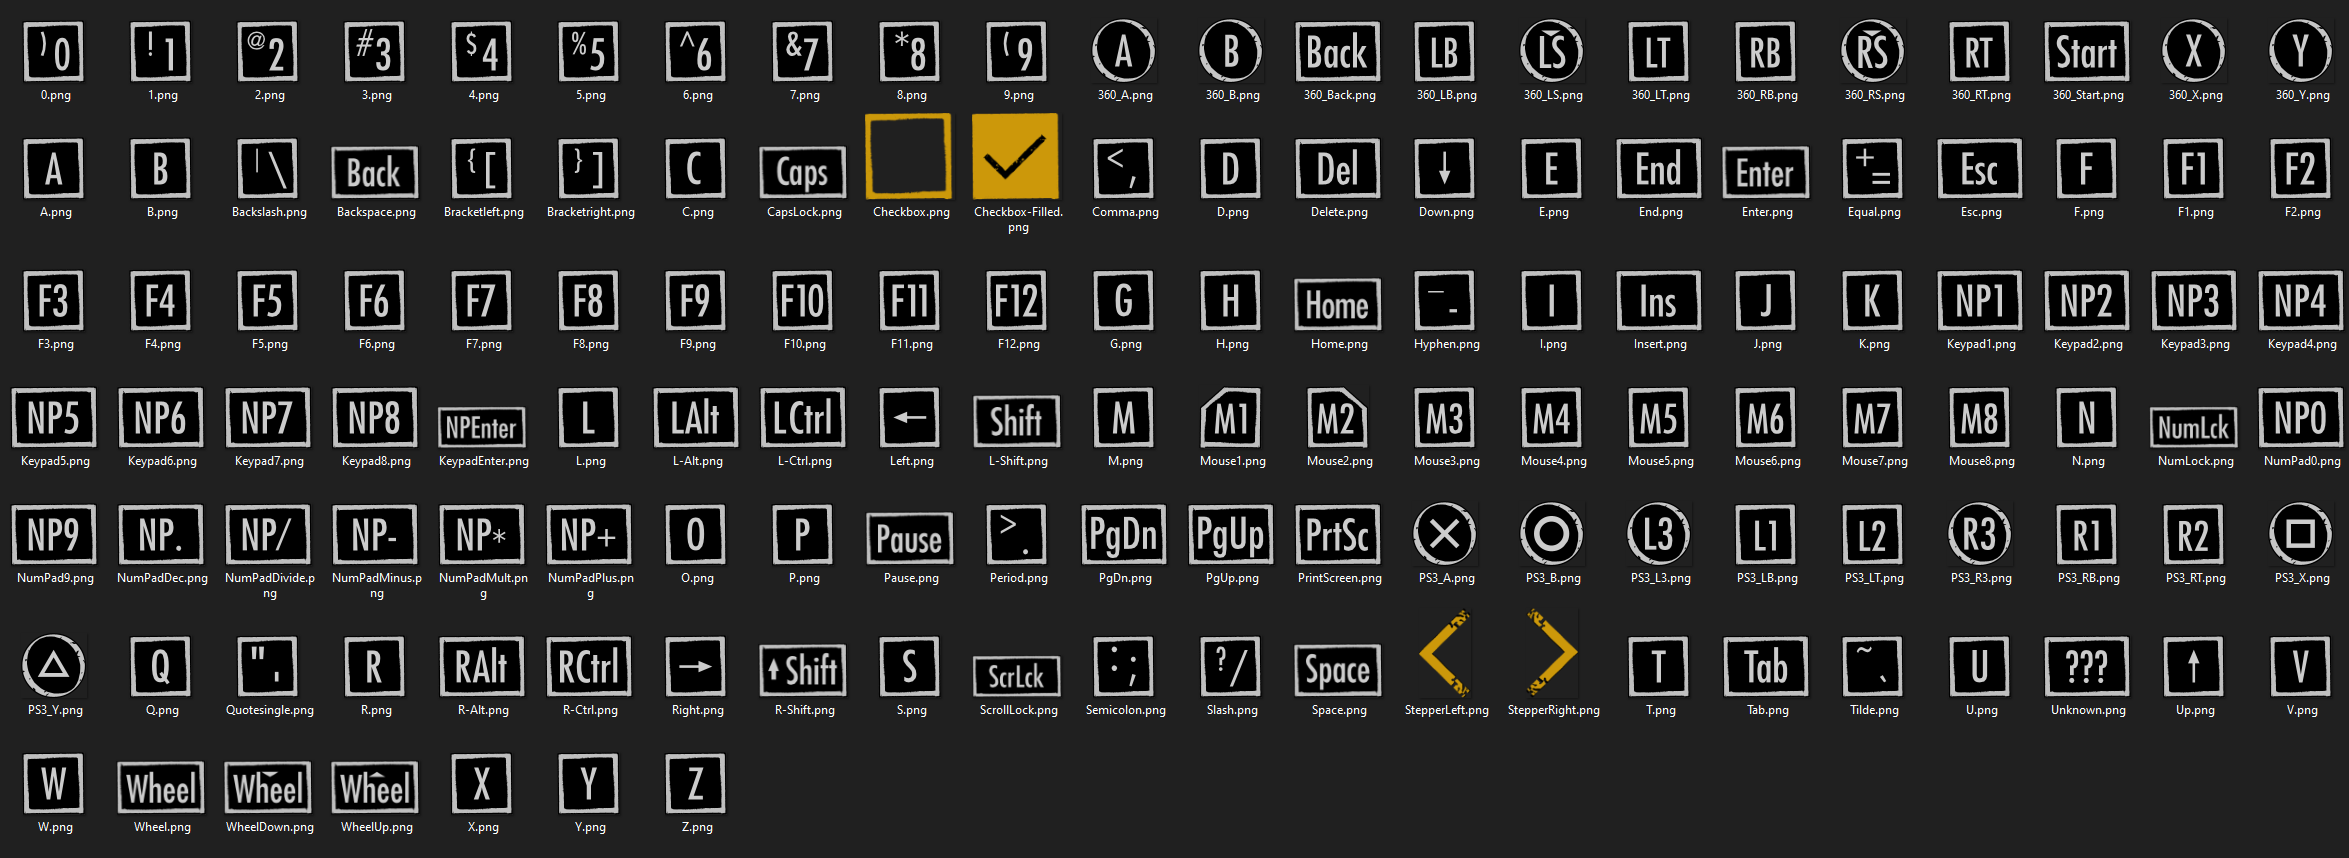 )0 !1 @2 #3 $4 %5 ^6 &7 *8 (9 A B Back LB LS LT RB RS RT Start X Y
0.png 1.png 2.png 3.png 4.png 5.png 6.png 7.png 8.png 9.png 360_A.png 360_B.png 360_Back.png 360_LB.png 360_LS.png 360_LT.png 360_RB.png 360_RS.png 360_RT.png 360_Start.png 360_X.png 360_Y.png
A B |\ Back {[ }] C Caps <, D Del ↓ E End Enter += Esc F F1 F2
A.png B.png Backslash.png Backspace.png Bracketleft.png Bracketright.png C.png CapsLock.png Checkbox.png Checkbox-Filled.png Comma.png D.png Delete.png Down.png E.png End.png Enter.png Equal.png Esc.png F.png F1.png F2.png
F3 F4 F5 F6 F7 F8 F9 F10 F11 F12 G H Home _- I Ins J K NP1 NP2 NP3 NP4
F3.png F4.png F5.png F6.png F7.png F8.png F9.png F10.png F11.png F12.png G.png H.png Home.png Hyphen.png I.png Insert.png J.png K.png Keypad1.png Keypad2.png Keypad3.png Keypad4.png
NP5 NP6 NP7 NP8 NPEnter L LAlt LCtrl ← Shift M M1 M2 M3 M4 M5 M6 M7 M8 N NumLck NP0
Keypad5.png Keypad6.png Keypad7.png Keypad8.png KeypadEnter.png L.png L-Alt.png L-Ctrl.png Left.png L-Shift.png M.png Mouse1.png Mouse2.png Mouse3.png Mouse4.png Mouse5.png Mouse6.png Mouse7.png Mouse8.png N.png NumLock.png NumPad0.png
NP9 NP. NP/ NP- NP* NP+ O P Pause >. PgDn PgUp PrtSc L3 L1 L2 R3 R1 R2
NumPad9.png NumPadDec.png NumPadDivide.png NumPadMinus.png NumPadMult.png NumPadPlus.png O.png P.png Pause.png Period.png PgDn.png PgUp.png PrintScreen.png PS3_A.png PS3_B.png PS3_L3.png PS3_LB.png PS3_LT.png PS3_R3.png PS3_RB.png PS3_RT.png PS3_X.png
Q ". R RAlt RCtrl → ↑ Shift S ScrLck :; ?/ Space T Tab ~` U ??? ↑ V
PS3_Y.png Q.png Quotesingle.png R.png R-Alt.png R-Ctrl.png Right.png R-Shift.png S.png ScrollLock.png Semicolon.png Slash.png Space.png StepperLeft.png StepperRight.png T.png Tab.png Tilde.png U.png Unknown.png Up.png V.png
W Wheel Wheel Wheel X Y Z
W.png Wheel.png WheelDown.png WheelUp.png X.png Y.png Z.png